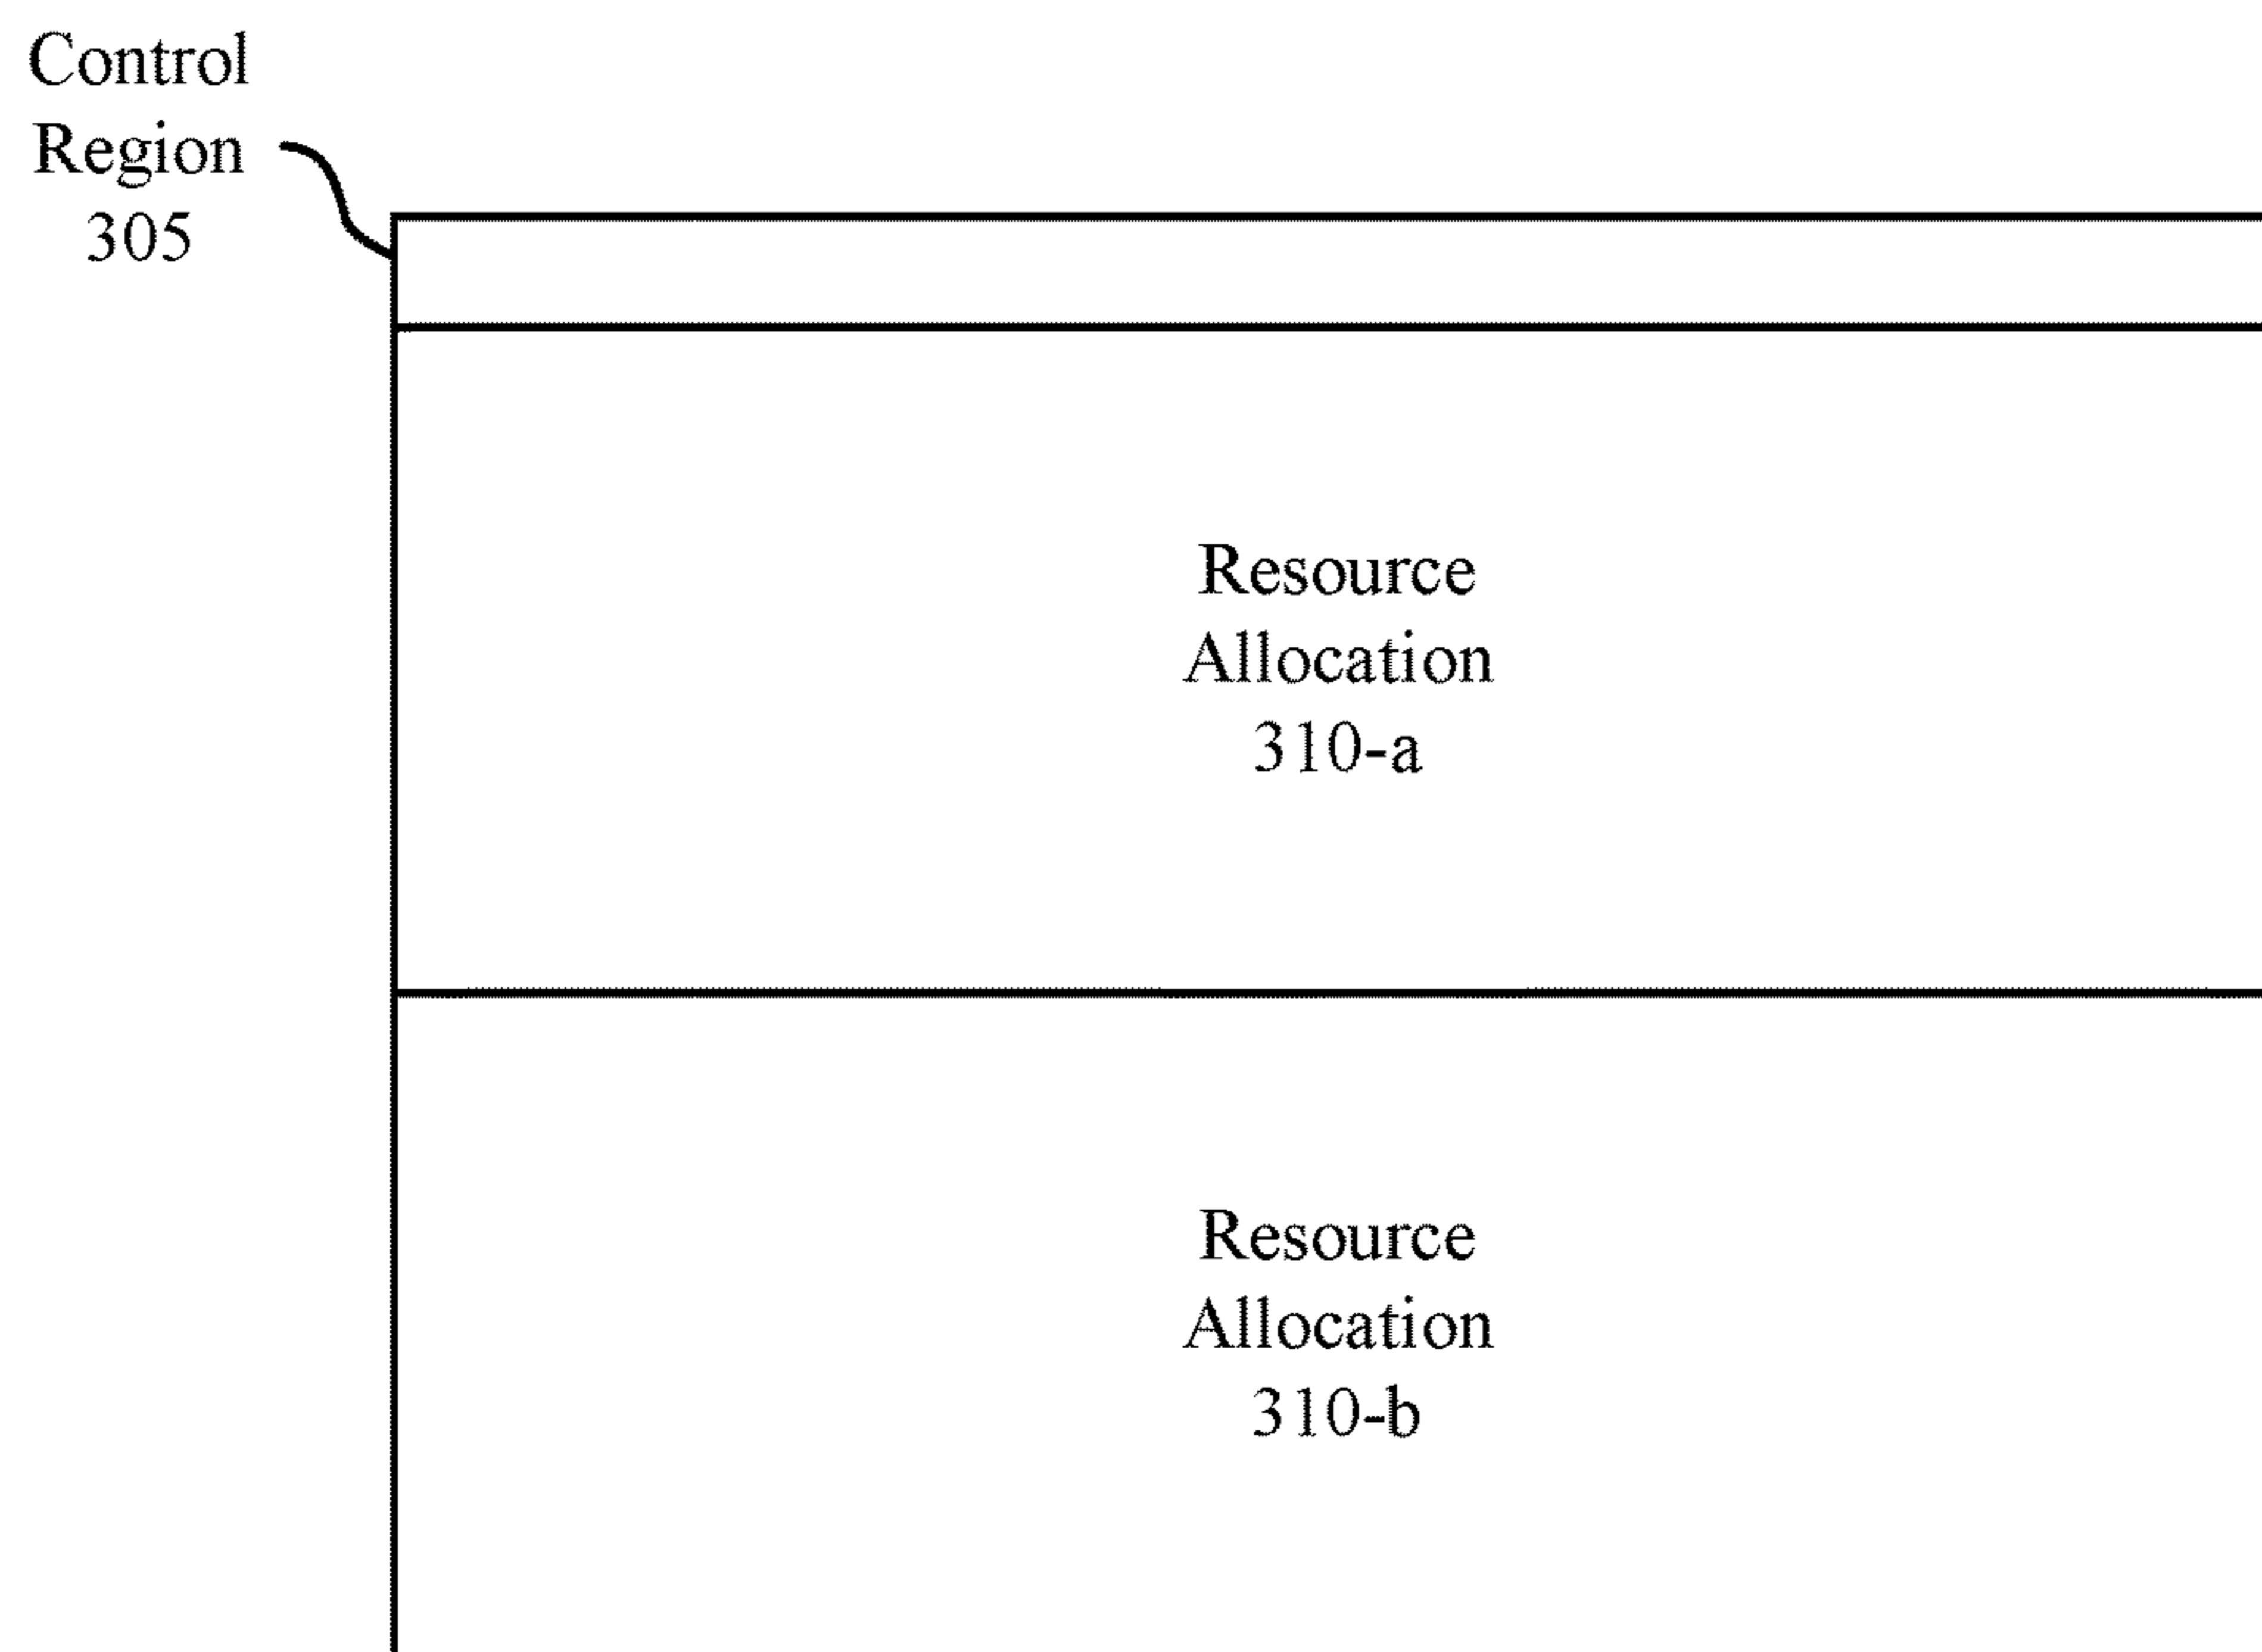 Control
Region
305
Resource
Allocation
310-a
Resource
Allocation
310-b